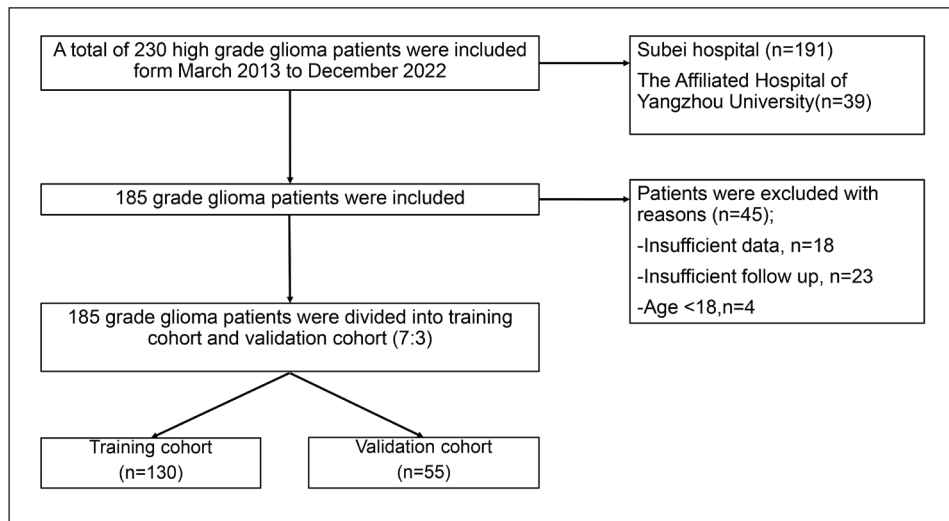 A total of 230 high grade glioma patients were included
form March 2013 to December 2022
Subei hospital (n=191)
The Affiliated Hospital of
Yangzhou University(n=39)
185 grade glioma patients were included
Patients were excluded with
reasons (n=45);
-Insufficient data, n=18
-Insufficient follow up, n=23
-Age <18,n=4
185 grade glioma patients were divided into training
cohort and validation cohort (7:3)
Training cohort
(n=130)
Validation cohort
(n=55)